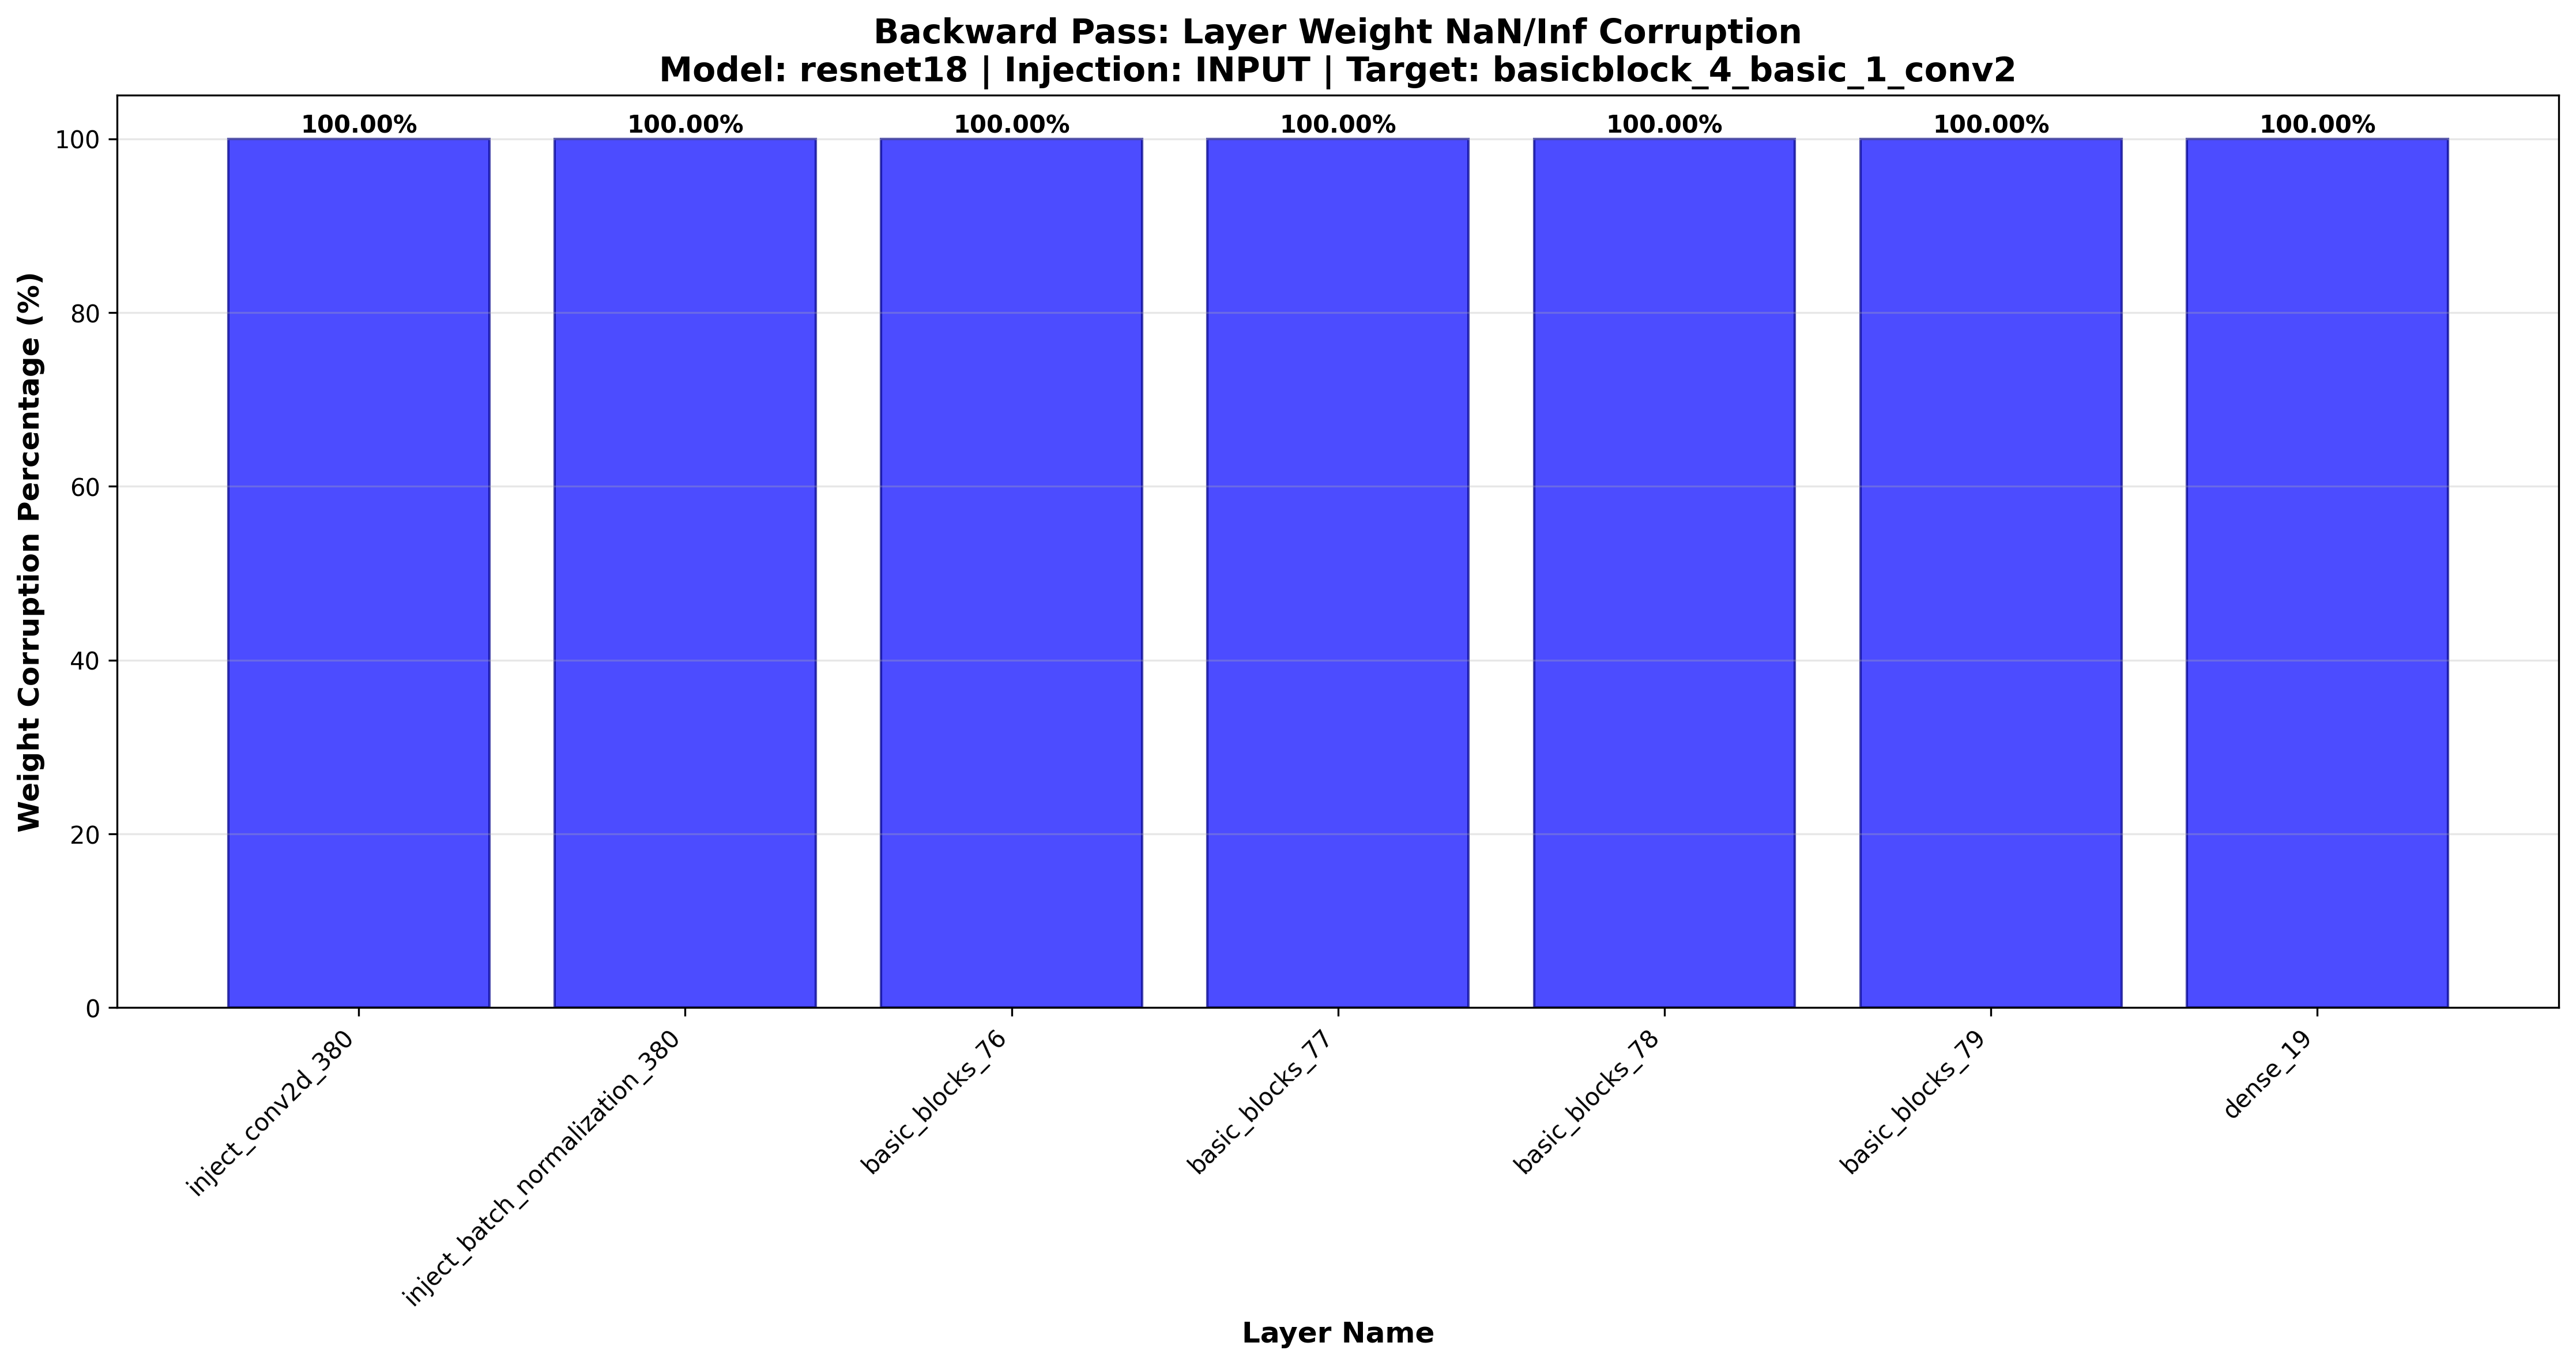 Backward Pass: Layer Weight NaN/Inf Corruption
Model: resnet18 | Injection: INPUT | Target: basicblock_4_basic_1_conv2
Weight Corruption Percentage (%)
100
80
60
40
20
0
100.00% 100.00% 100.00% 100.00% 100.00% 100.00% 100.00%
inject_conv2d_380
inject_batch_normalization_380
basic_blocks_76
basic_blocks_77
basic_blocks_78
basic_blocks_79
dense_19
Layer Name